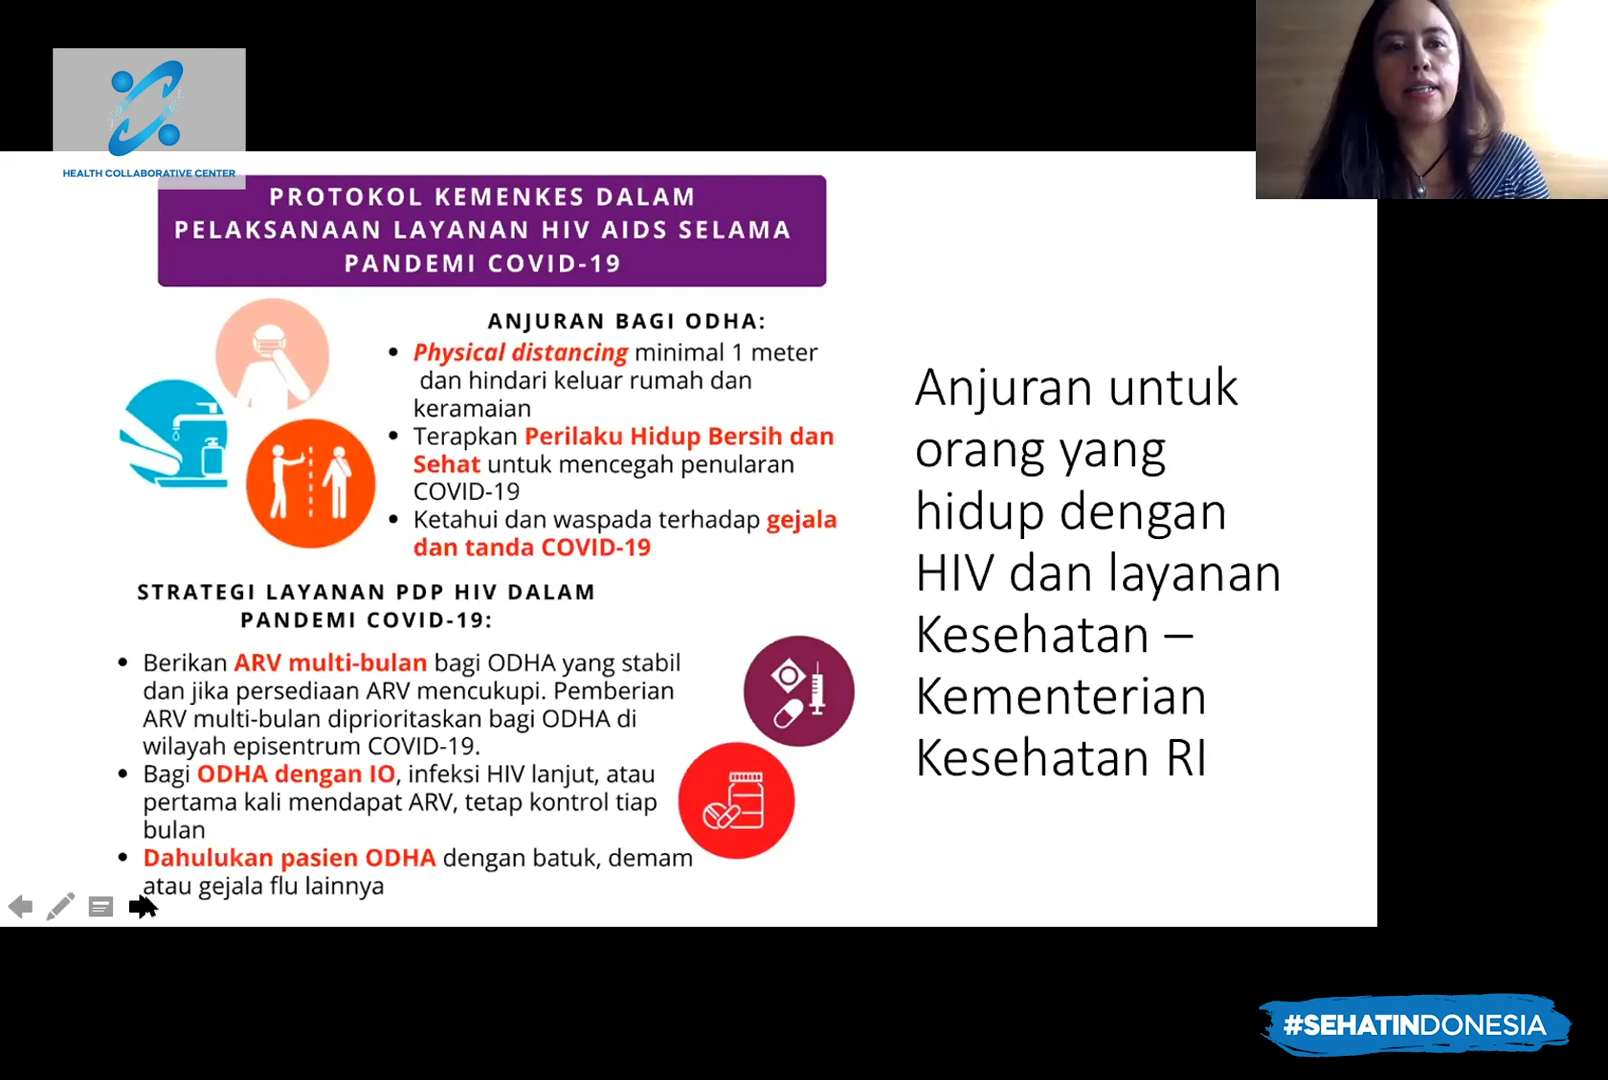 HEALTH COLLABORATIVE CENTER
PROTOKOL KEMENKES DALAM
PELAKSANAAN LAYANAN HIV AIDS SELAMA
PANDEMI COVID-19
ANJURAN BAGI ODHA:
• Physical distancing minimal 1 meter
dan hindari keluar rumah dan
keramaian
• Terapkan Perilaku Hidup Bersih dan
Sehat untuk mencegah penularan
COVID-19
• Ketahui dan waspada terhadap gejala
dan tanda COVID-19
STRATEGI LAYANAN PDP HIV DALAM
PANDEMI COVID-19:
• Berikan ARV multi-bulan bagi ODHA yang stabil
dan jika persediaan ARV mencukupi. Pemberian
ARV multi-bulan diprioritaskan bagi ODHA di
wilayah episentrum COVID-19.
• Bagi ODHA dengan IO, infeksi HIV lanjut, atau
pertama kali mendapat ARV, tetap kontrol tiap
bulan
• Dahulukan pasien ODHA dengan batuk, demam
atau gejala flu lainnya
Anjuran untuk
orang yang
hidup dengan
HIV dan layanan
Kesehatan –
Kementerian
Kesehatan RI
#SEHATINDONESIA